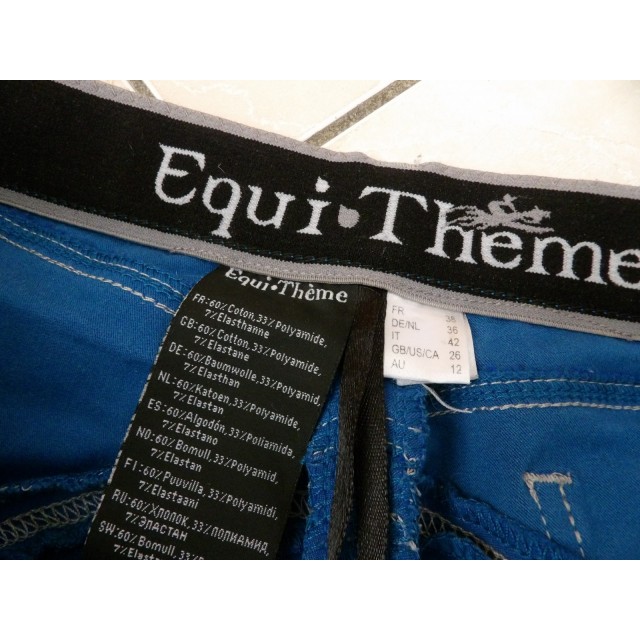 Equi•Thème
Equi•Thème
FR:60% Coton,33% Polyamide,
7% Elasthanne
GB:60% Cotton,33% Polyamide,
7% Elastane
DE:60% Baumwolle,33% Polyamide,
7% Elasthan
NL:60% Katoen,33% Polyamide,
7% Elastan
ES:60% Algodón,33% Poliamida,
7% Elastano
NO:60% Bomull,33% Polyamid,
7% Elastan
FI:60% Puuvilla,33% Polyamidi,
7% Elastaani
RU:60% ХЛОПОК,33% ПОЛИАМИД,
7% ЭЛАСТАН
SW:60% Bomull,33% Polyamid,
7% Elastan
FR 38
DE/NL 36
IT 42
GB/US/CA 26
AU 12